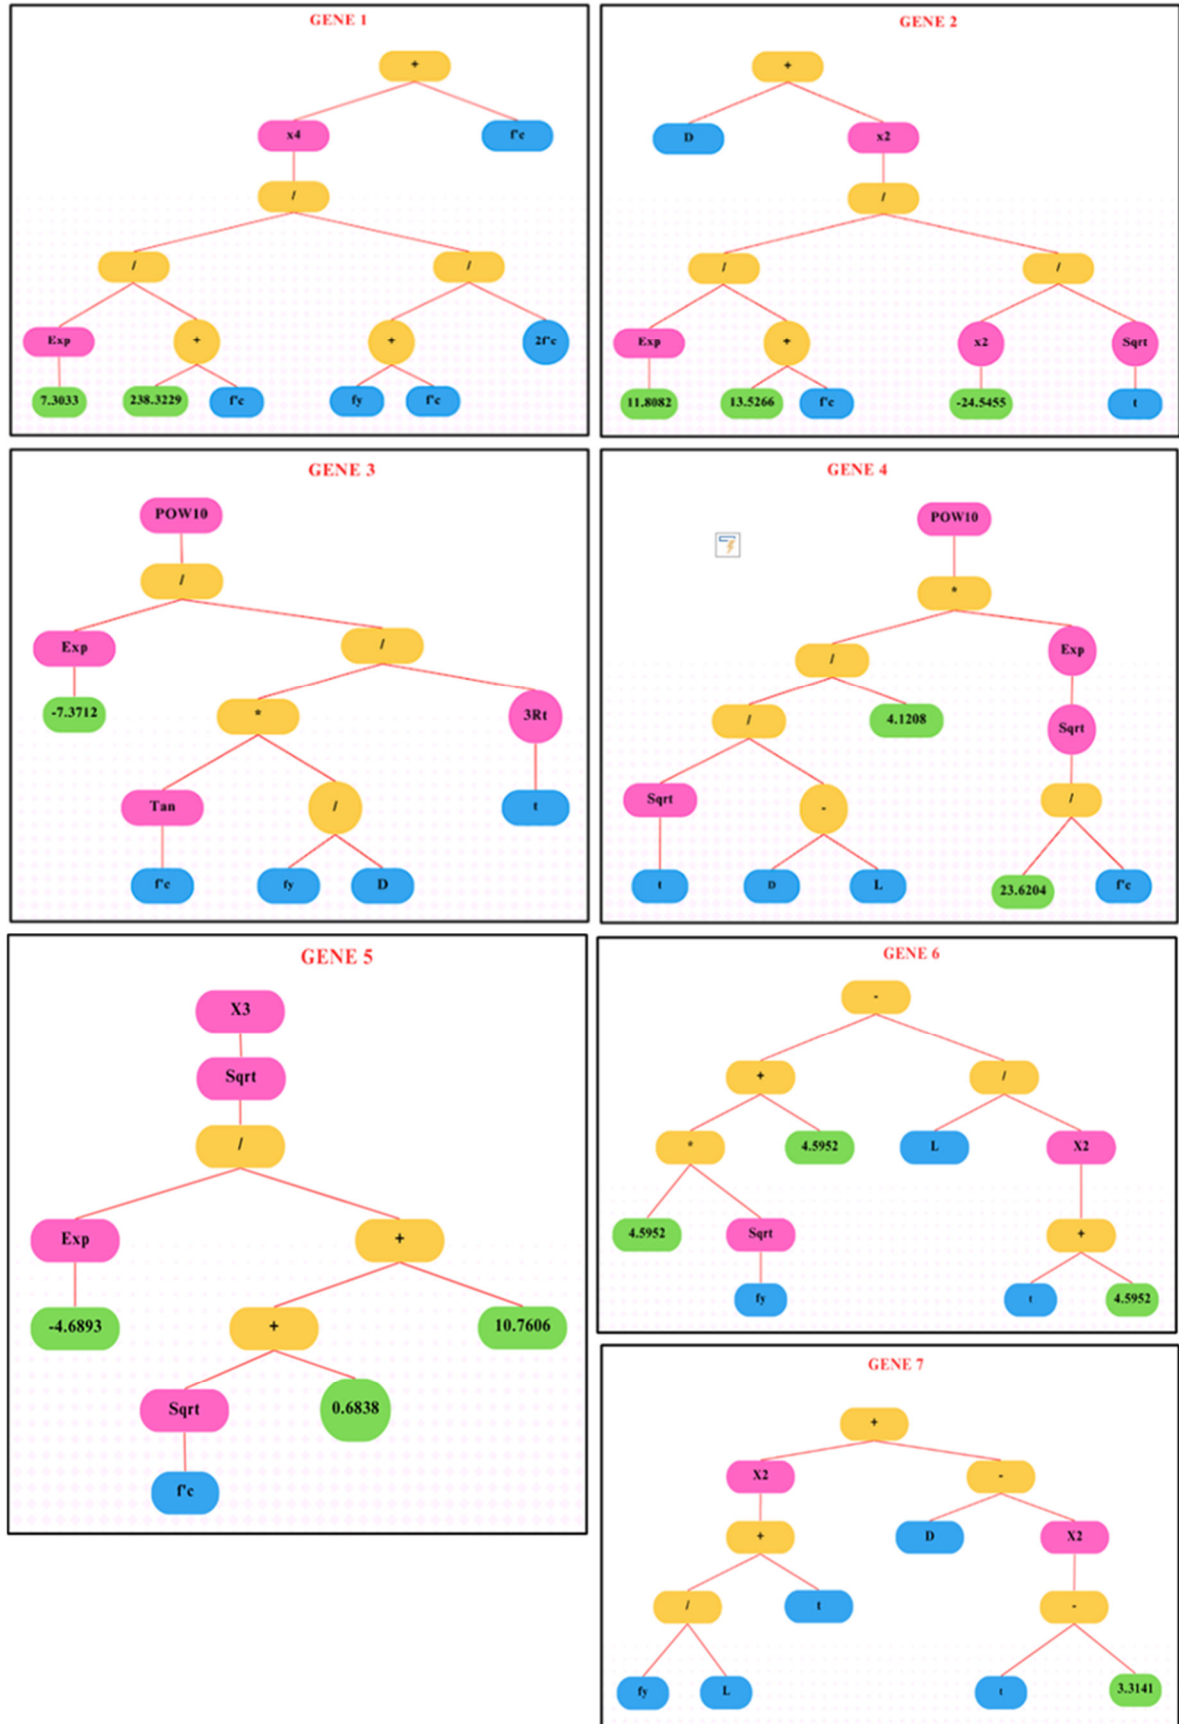 GENE 1
+
x4 f'c
/
/ /
Exp + + 2f'c
7.3033 238.3229 f'c fy f'c
GENE 2
+
D x2
/
/ /
Exp + x2 Sqrt
11.8082 13.5266 f'c -24.5455 t
GENE 3
POW10
/
Exp /
-7.3712 * 3Rt
Tan / t
f'c fy D
GENE 4
POW10
*
/ Exp
/ 4.1208 Sqrt
Sqrt - /
t D L 23.6204 f'c
GENE 5
X3
Sqrt
/
Exp +
-4.6893 + 10.7606
Sqrt 0.6838
f'c
GENE 6
-
+ /
* 4.5952 L X2
4.5952 Sqrt +
fy t 4.5952
GENE 7
+
X2 -
+ D X2
/ t -
fy L t 3.3141